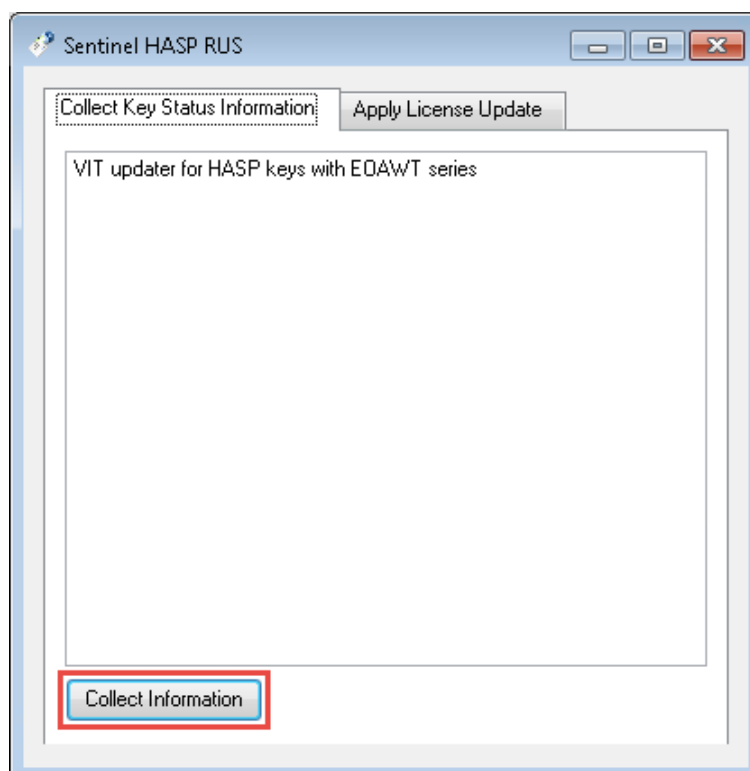 Sentinel HASP RUS
Collect Key Status Information
Apply License Update
VIT updater for HASP keys with EOAWT series
Collect Information